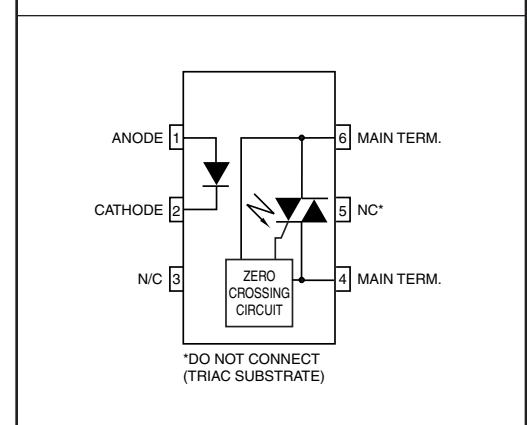 ANODE 1
6 MAIN TERM.
CATHODE 2
5 NC*
N/C 3
ZERO
CROSSING
CIRCUIT
4 MAIN TERM.
*DO NOT CONNECT
(TRIAC SUBSTRATE)